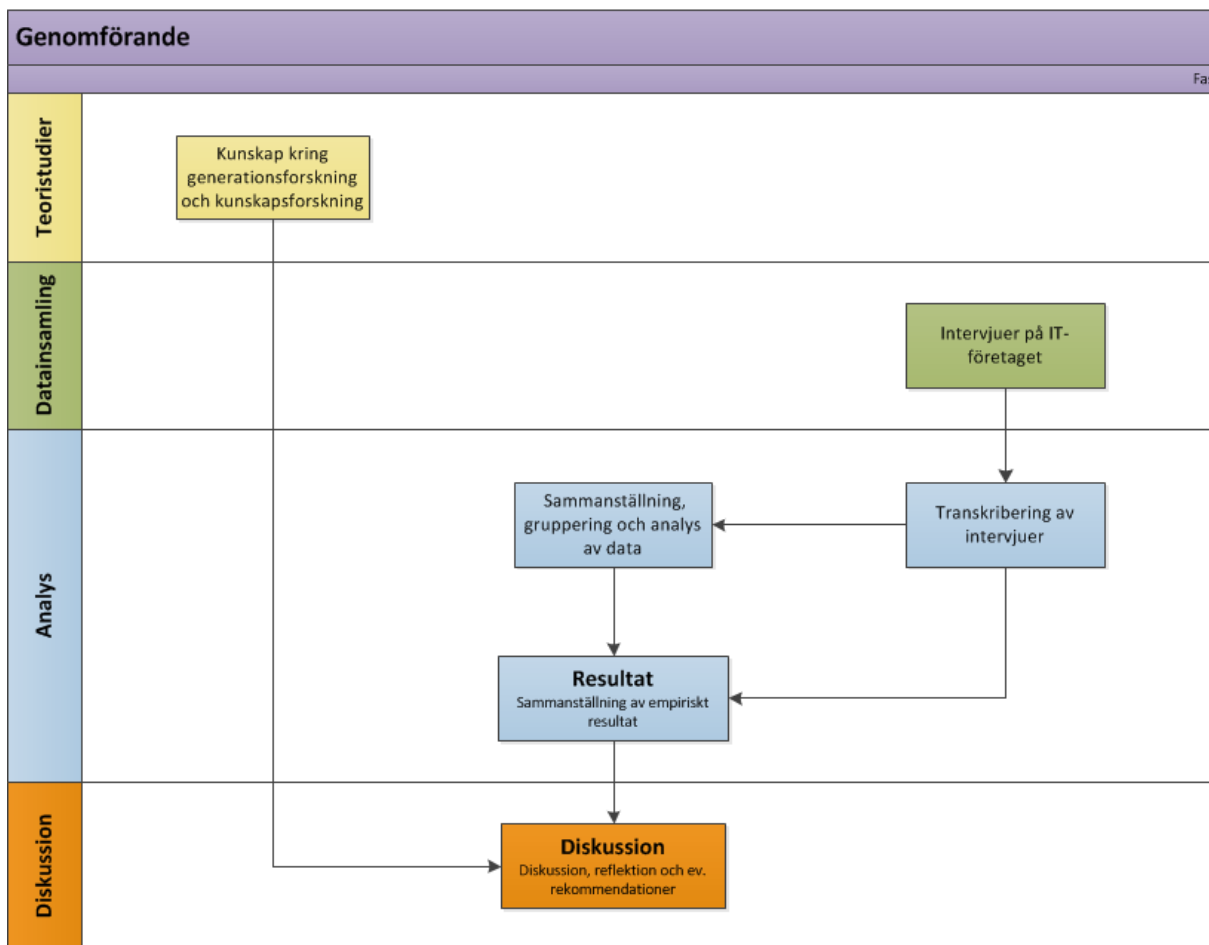 Genomförande
Fas
Teoristudier
Kunskap kring
generationsforskning
och kunskapsforskning
Datainsamling
Intervjuer på IT-
företaget
Analys
Sammanställning,
gruppering och analys
av data
Transkribering av
intervjuer
Resultat
Sammanställning av empiriskt
resultat
Diskussion
Diskussion
Diskussion, reflektion och ev.
rekommendationer